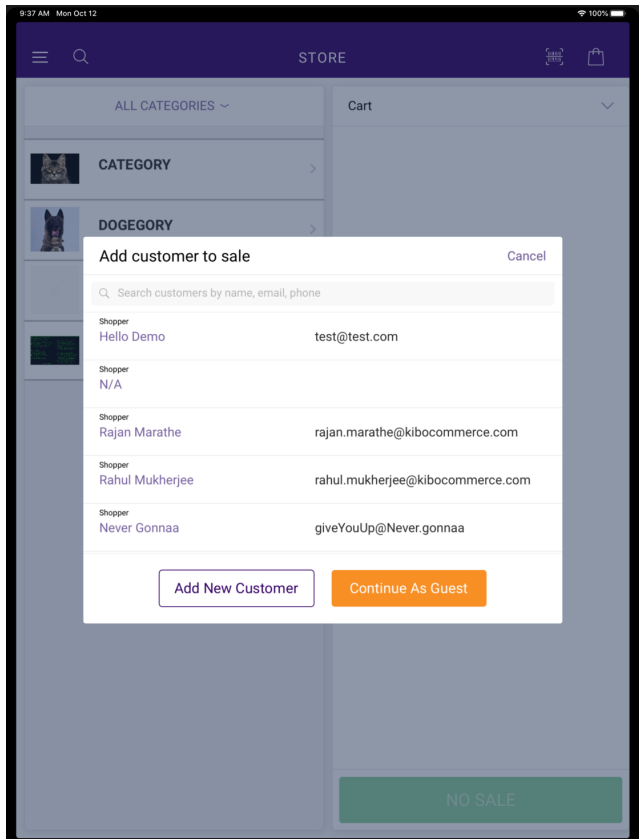 9:37 AM Mon Oct 12
100%
STORE
ALL CATEGORIES
Cart
CATEGORY
DOGEGORY
Add customer to sale
Cancel
Search customers by name, email, phone
Shopper
Hello Demo
test@test.com
Shopper
N/A
Shopper
Rajan Marathe
rajan.marathe@kibocommerce.com
Shopper
Rahul Mukherjee
rahul.mukherjee@kibocommerce.com
Shopper
Never Gonnaa
giveYouUp@Never.gonnaa
Add New Customer
Continue As Guest
NO SALE